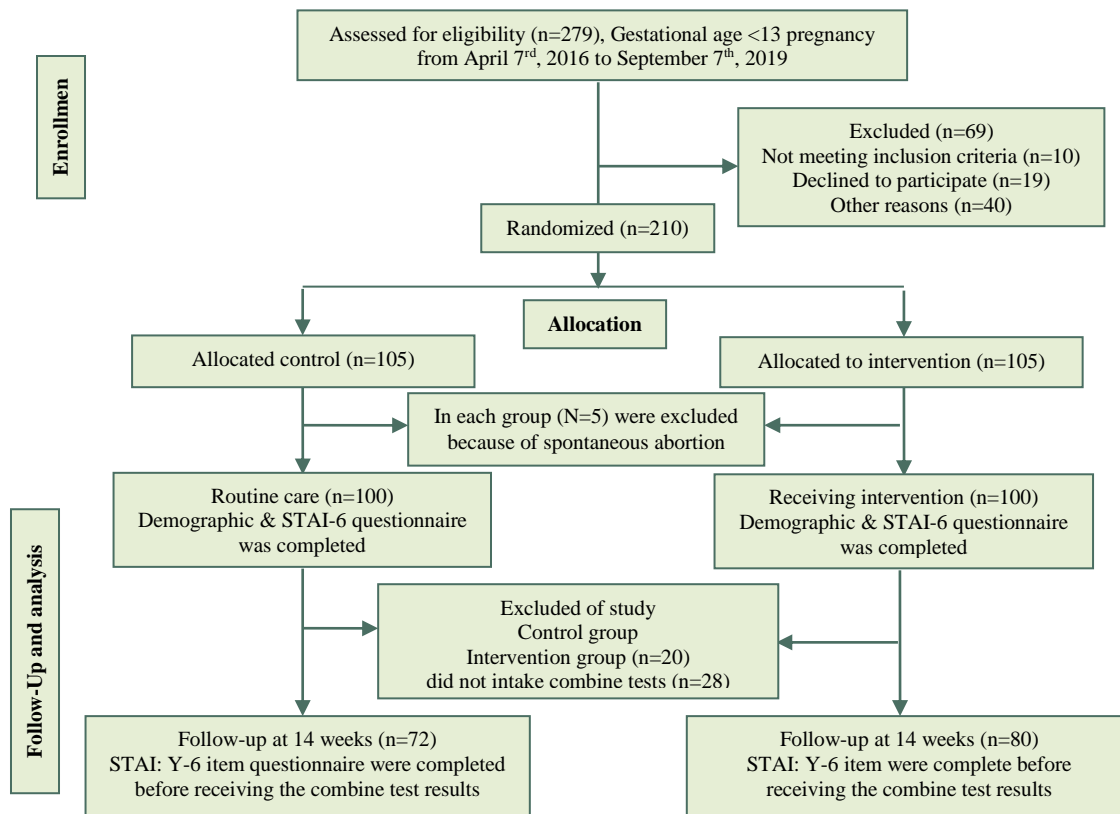 Assessed for eligibility (n=279), Gestational age <13 pregnancy
from April 7rd, 2016 to September 7th, 2019
Enrollmen
Excluded (n=69)
Not meeting inclusion criteria (n=10)
Declined to participate (n=19)
Other reasons (n=40)
Randomized (n=210)
Allocation
Allocated control (n=105)
Allocated to intervention (n=105)
In each group (N=5) were excluded
because of spontaneous abortion
Routine care (n=100)
Demographic & STAI-6 questionnaire
was completed
Receiving intervention (n=100)
Demographic & STAI-6 questionnaire
was completed
Follow-Up and analysis
Excluded of study
Control group
Intervention group (n=20)
did not intake combine tests (n=28)
Follow-up at 14 weeks (n=72)
STAI: Y-6 item questionnaire were completed
before receiving the combine test results
Follow-up at 14 weeks (n=80)
STAI: Y-6 item were complete before
receiving the combine test results